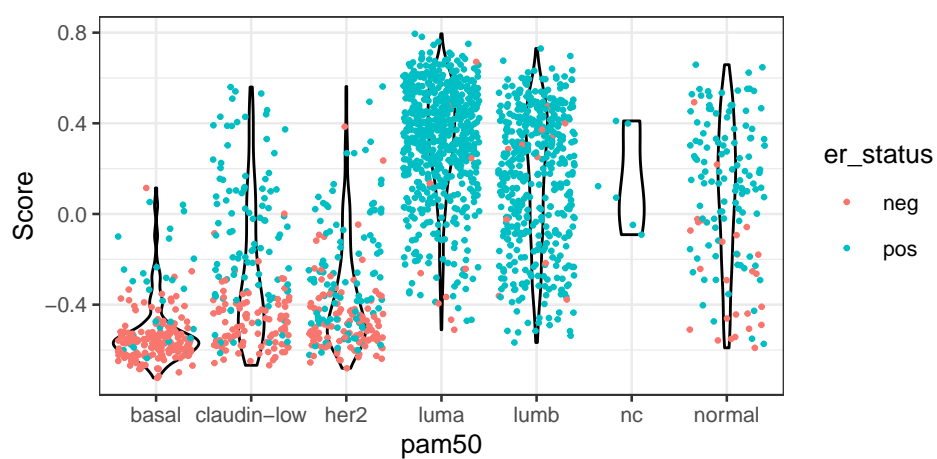 0.8
0.4
0.0
−0.4
Score
basal claudin−low her2 luma lumb nc normal
pam50
er_status
neg
pos